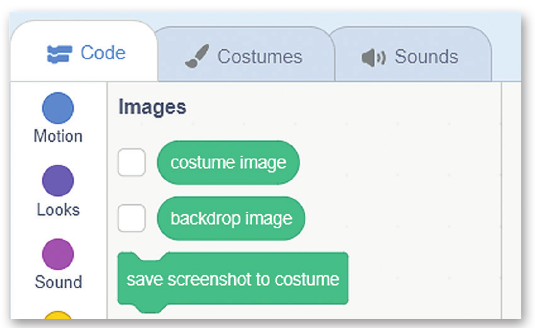 Code
Costumes
Sounds
Motion
Looks
Sound
Images
costume image
backdrop image
save screenshot to costume